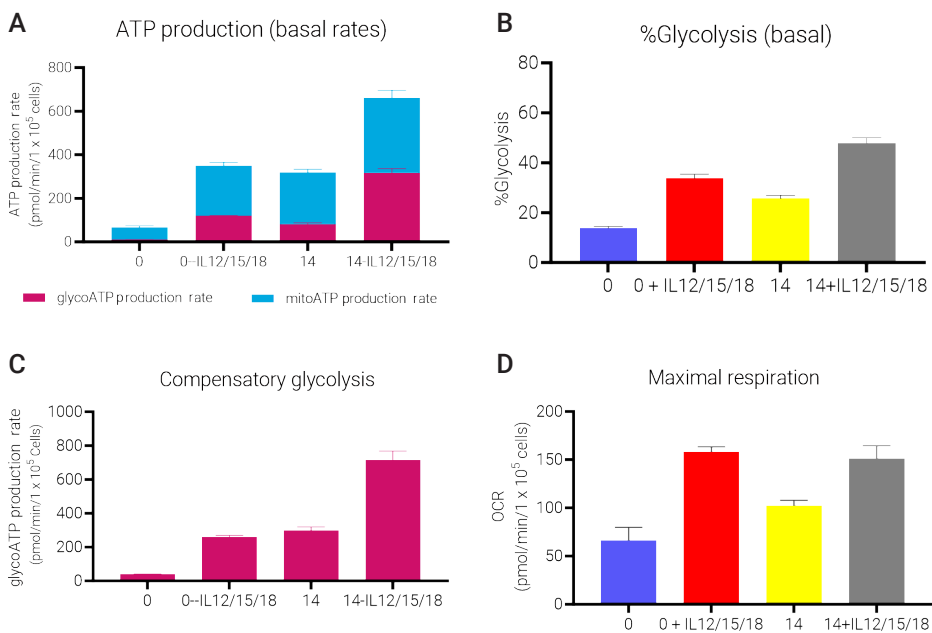 A
ATP production (basal rates)
ATP production rate
(pmol/min/1 x 10⁵ cells)
800
600
400
200
0
0
0--IL12/15/18
14
14-IL12/15/18
glycoATP production rate
mitoATP production rate
B
%Glycolysis (basal)
%Glycolysis
80
60
40
20
0
0
0 + IL12/15/18
14
14+IL12/15/18
C
Compensatory glycolysis
glycoATP production rate
(pmol/min/1 x 10⁵ cells)
1000
800
600
400
200
0
0
0--IL12/15/18
14
14-IL12/15/18
D
Maximal respiration
OCR
(pmol/min/1 x 10⁵ cells)
200
150
100
50
0
0
0 + IL12/15/18
14
14+IL12/15/18